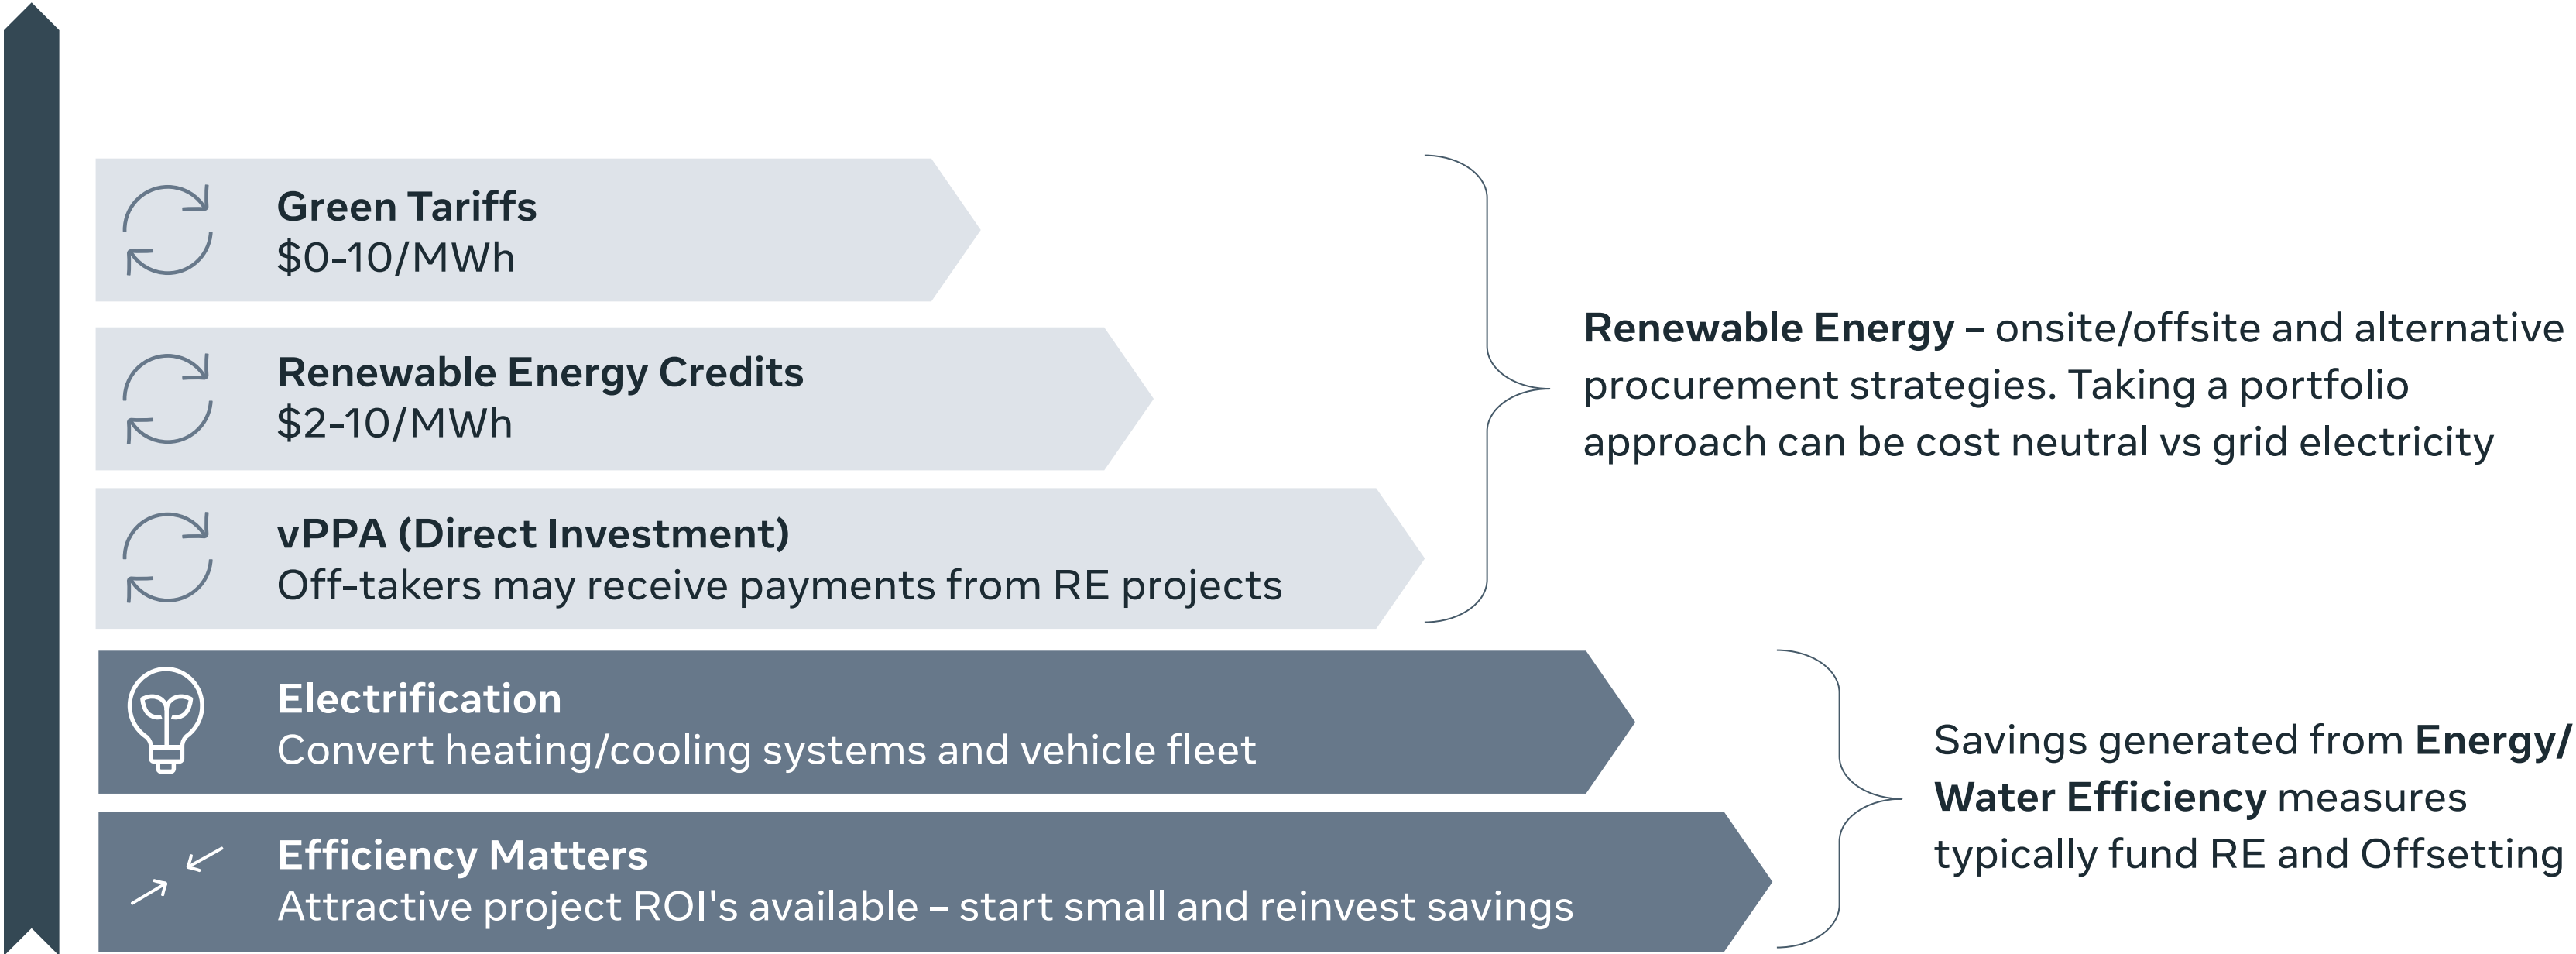 Green Tariffs
$0-10/MWh
Renewable Energy Credits
$2-10/MWh
vPPA (Direct Investment)
Off-takers may receive payments from RE projects
Renewable Energy – onsite/offsite and alternative
procurement strategies. Taking a portfolio
approach can be cost neutral vs grid electricity
Electrification
Convert heating/cooling systems and vehicle fleet
Efficiency Matters
Attractive project ROI's available – start small and reinvest savings
Savings generated from Energy/
Water Efficiency measures
typically fund RE and Offsetting